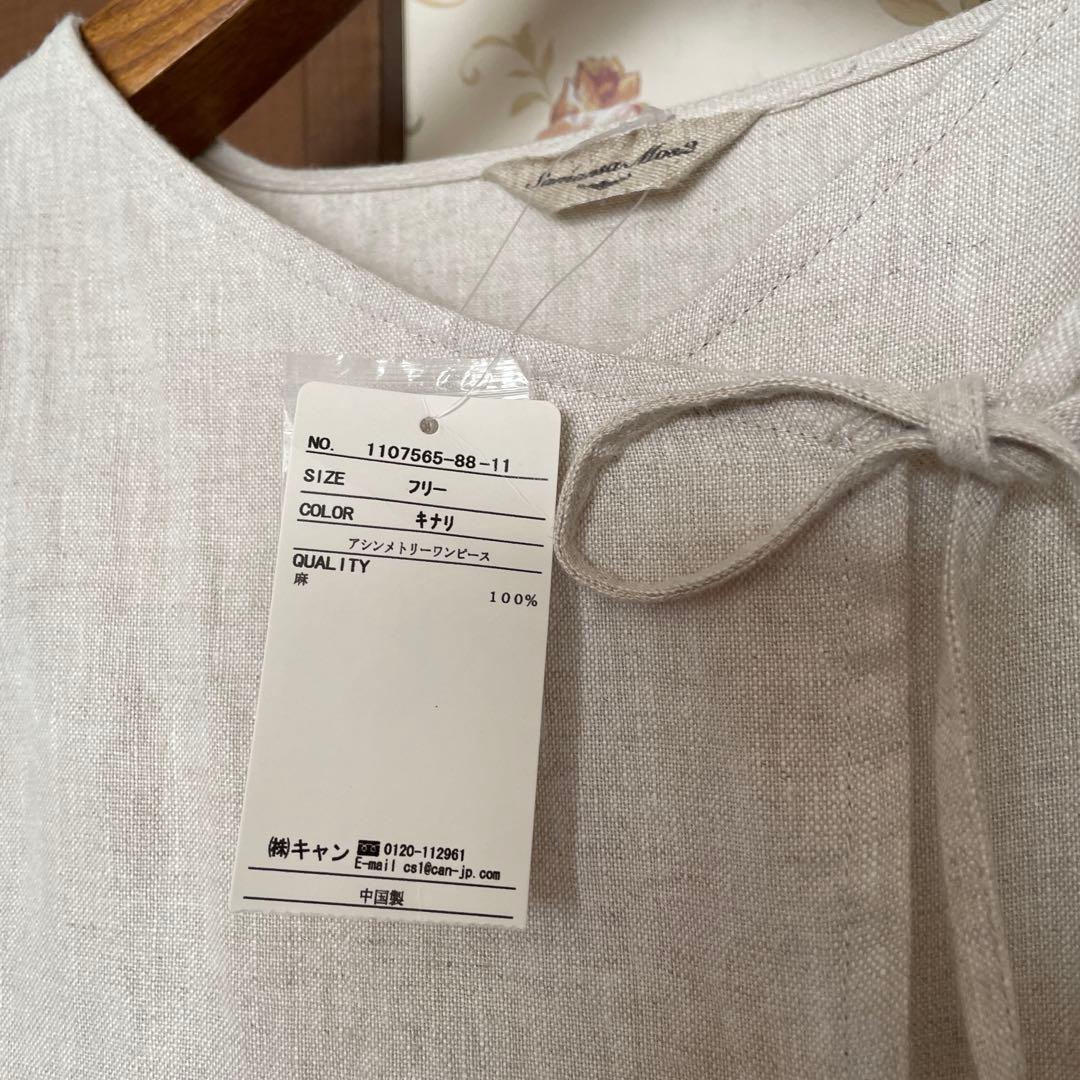 Samansa Mos2
NO. 1107565-88-11
SIZE フリー
COLOR キナリ
アシンメトリーワンピース
QUALITY
麻
100%
㈱キャン 0120-112961
E-mail cs1@can-jp.com
中国製